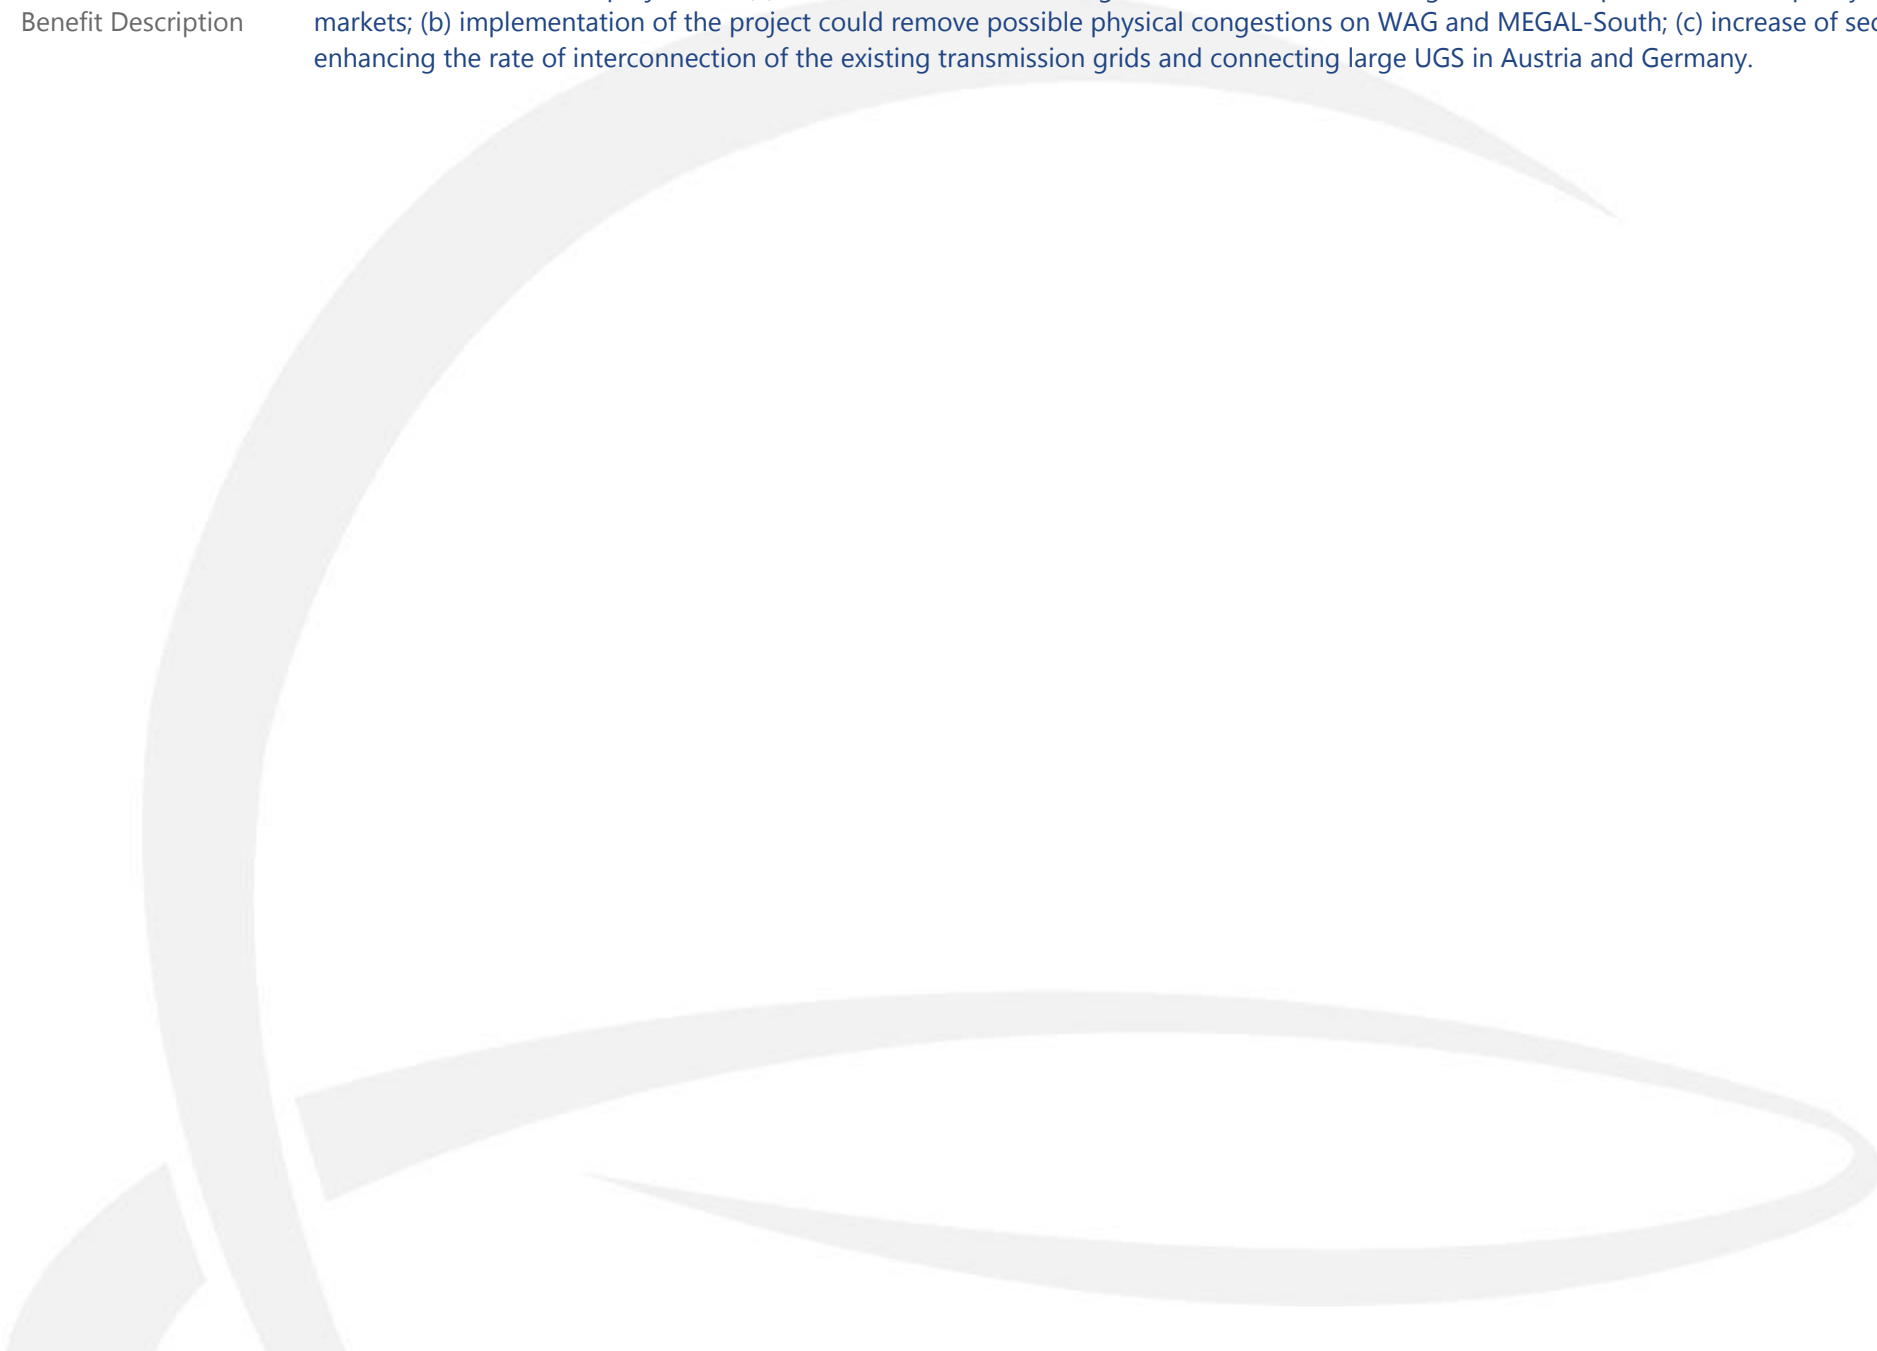 Benefit Description
markets; (b) implementation of the project could remove possible physical congestions on WAG and MEGAL-South; (c) increase of
enhancing the rate of interconnection of the existing transmission grids and connecting large UGS in Austria and Germany.